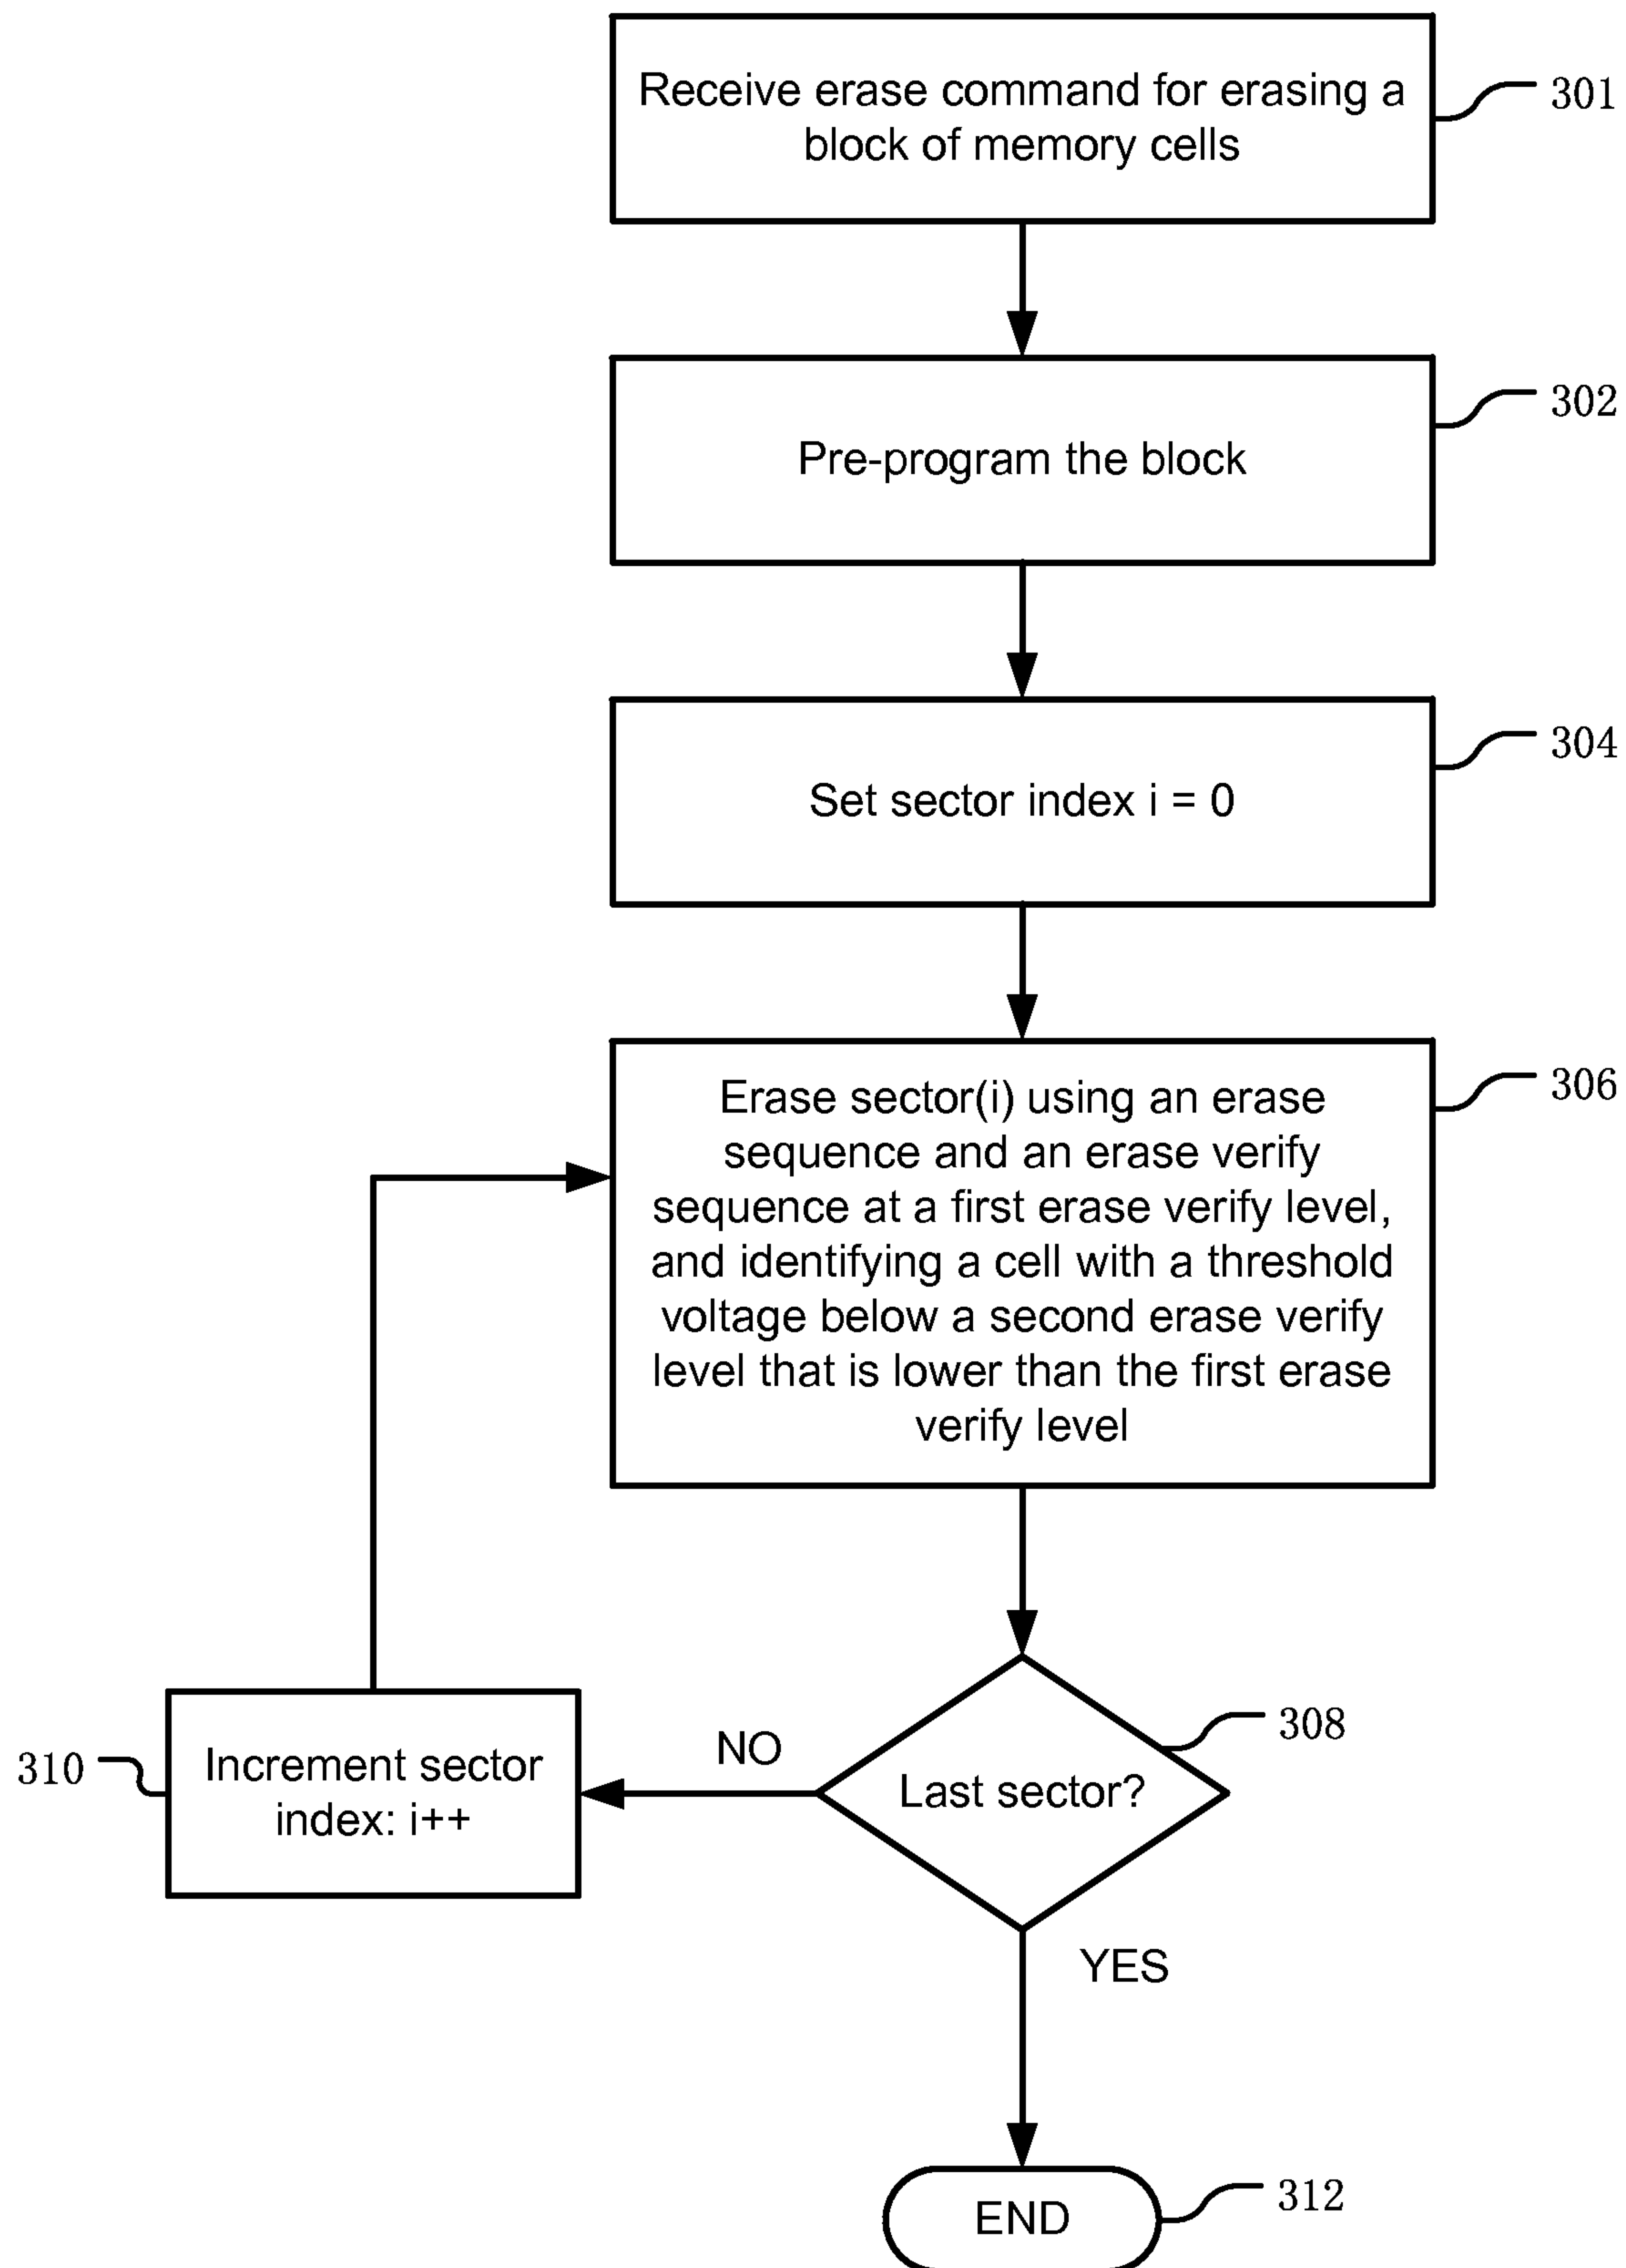 Receive erase command for erasing a
block of memory cells
301
Pre-program the block
302
Set sector index i = 0
304
Erase sector(i) using an erase
sequence and an erase verify
sequence at a first erase verify level,
and identifying a cell with a threshold
voltage below a second erase verify
level that is lower than the first erase
verify level
306
Last sector?
308
NO
Increment sector
index: i++
310
YES
END
312